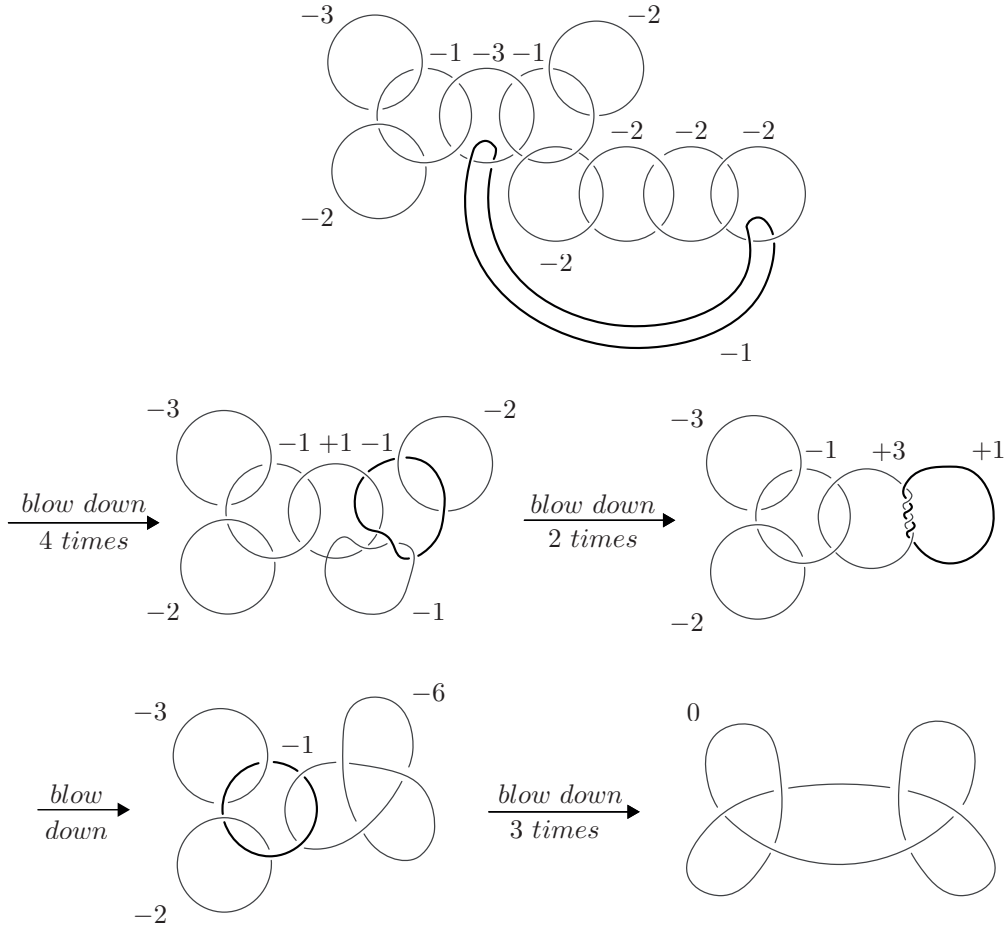 −3 −2
−1 −3 −1
−2 −2 −2
−2
−2
−1
−3 −2
−1 +1 −1
blow down
4 times
−2 −1
blow down
2 times
−3
−1 +3 +1
−2
−3 −6
−1
blow
down
−2
blow down
3 times
0